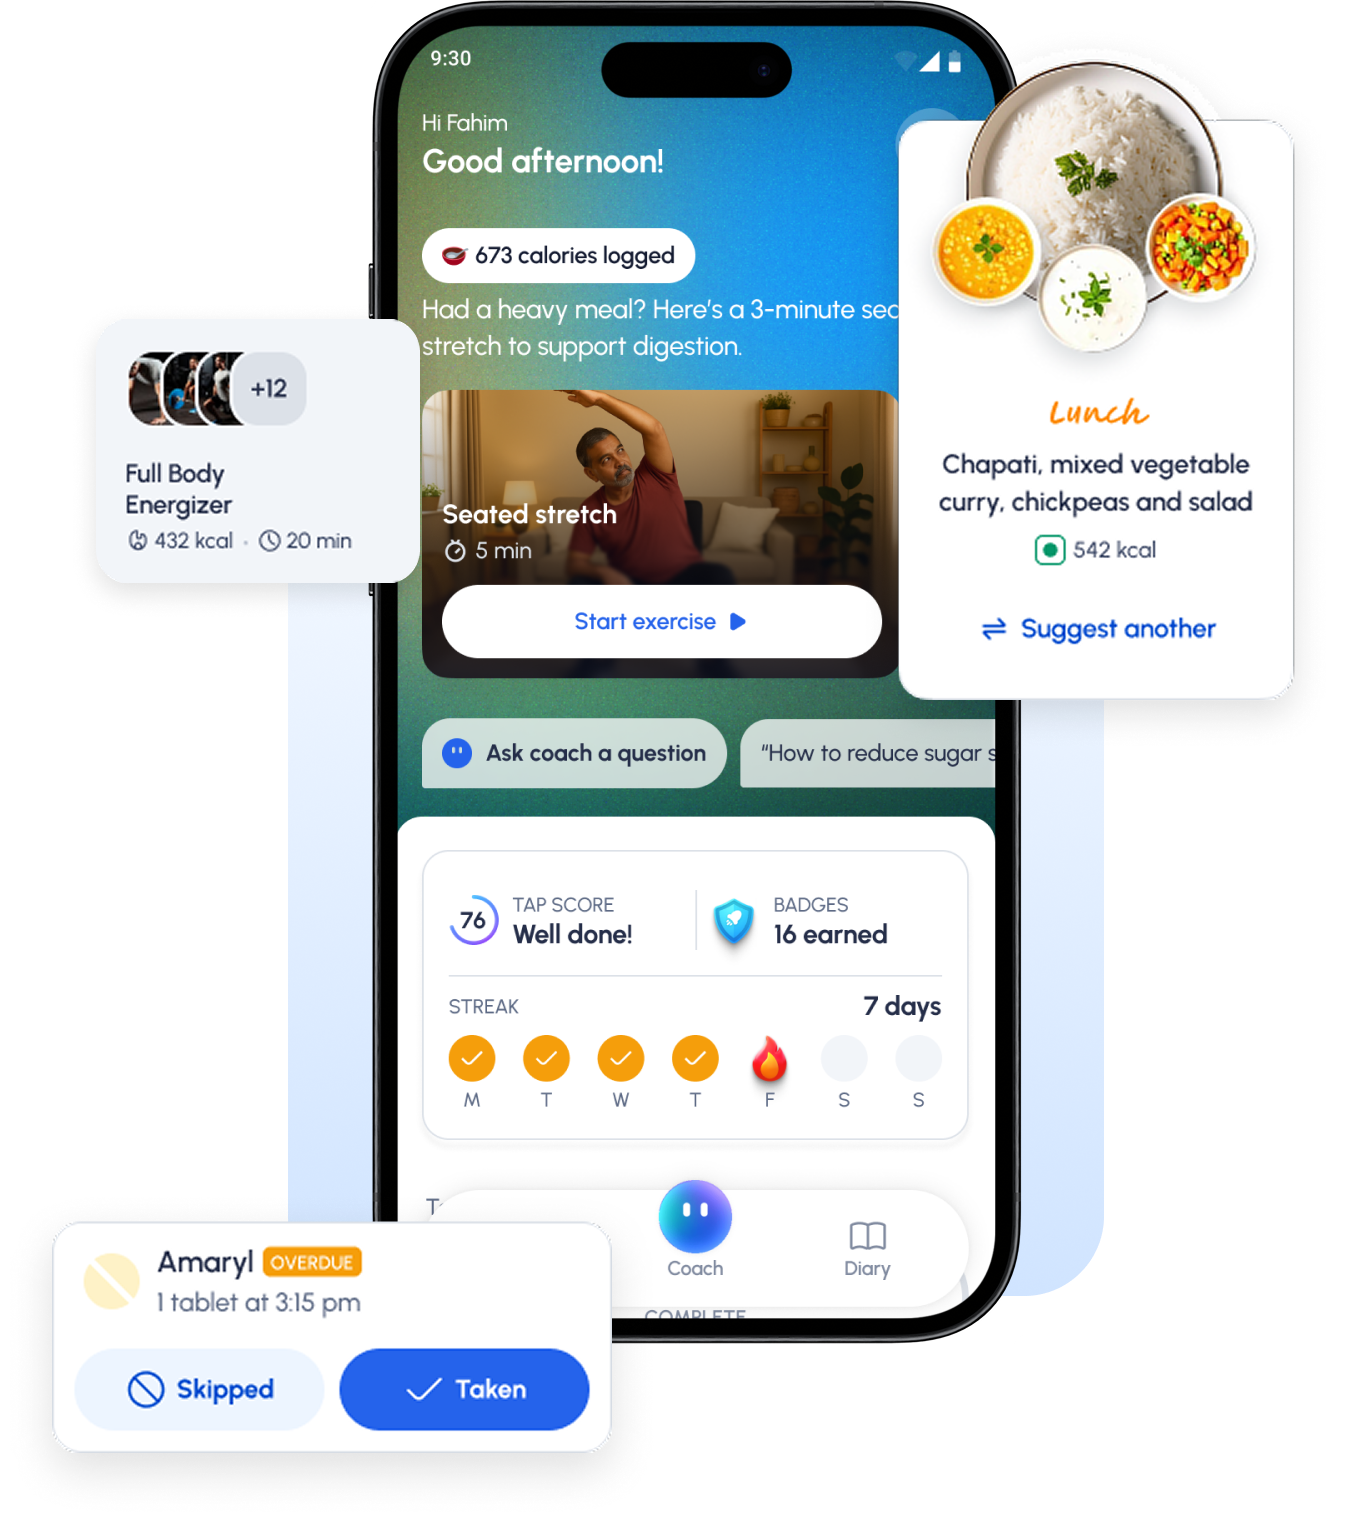 9:30
Hi Fahim
Good afternoon!
673 calories logged
Had a heavy meal? Here's a 3-minute
stretch to support digestion.
+12
Full Body
Energizer
432 kcal • 20 min
Seated stretch
5 min
Start exercise
Lunch
Chapati, mixed vegetable
curry, chickpeas and salad
542 kcal
Suggest another
Ask coach a question
“How to reduce sugar
76
TAP SCORE
Well done!
BADGES
16 earned
STREAK
7 days
M T W T F S S
Coach
Diary
COMPLETE
Amaryl OVERDUE
1 tablet at 3:15 pm
Skipped
Taken